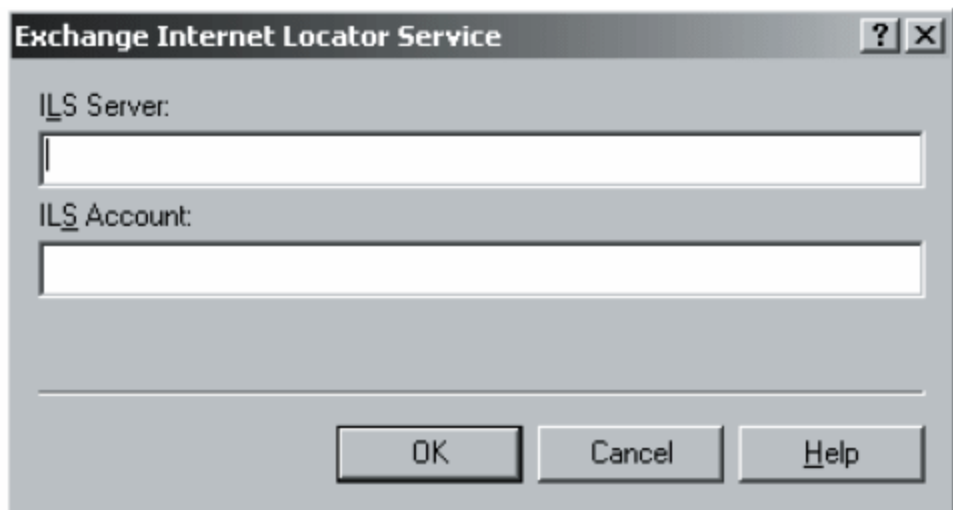 Exchange Internet Locator Service ? X
ILS Server:
ILS Account:
OK Cancel Help